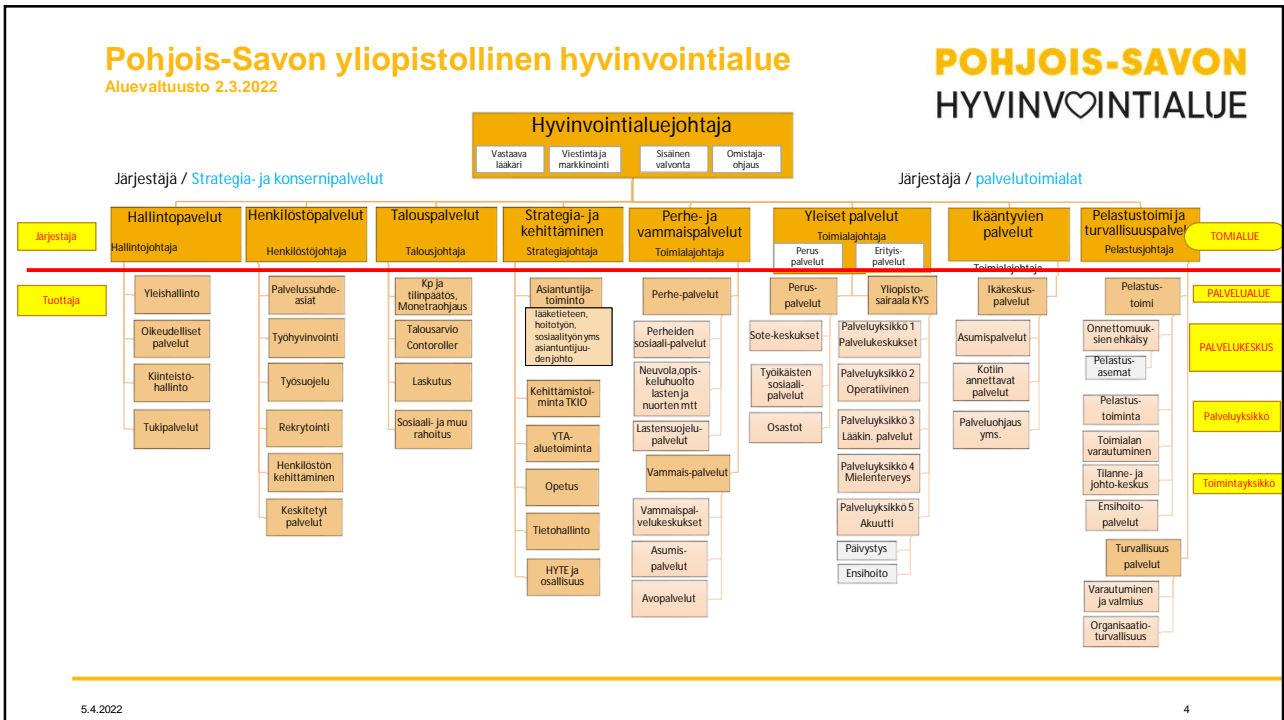 Pohjois-Savon yliopistollinen hyvinvointialue
Aluevaltuusto 2.3.2022
POHJOIS-SAVON
HYVINVOINTIALUE
Hyvinvointialuejohtaja
Vastaava
lääkäri
Viestintä ja
markkinointi
Sisäinen
valvonta
Omistaja-
ohjaus
Järjestäjä / Strategia- ja konsernipalvelut
Järjestäjä / palvelutoimialat
Järjestäjä
Hallintopavelut
Hallintojohtaja
Henkilöstöpalvelut
Henkilöstöjohtaja
Talouspalvelut
Talousjohtaja
Strategia- ja
kehittäminen
Strategiajohtaja
Perhe- ja
vammaispalvelut
Toimialajohtaja
Yleiset palvelut
Toimialajohtaja
Perus
palvelut
Erityis-
palvelut
Ikääntyvien
palvelut
Toimialajohtaja
Pelastustoimi ja
turvallisuuspalvel
Pelastusjohtaja
TOMIALUE
Tuottaja
Yleishallinto
Oikeudelliset
palvelut
Kiinteistö-
hallinto
Tukipalvelut
Palvelussuhde-
asiat
Työhyvinvointi
Työsuojelu
Rekrytointi
Henkilöstön
kehittäminen
Keskitetyt
palvelut
Kp ja
tilinpäätös,
Monetraohjaus
Talousarvio
Contoroller
Laskutus
Sosiaali- ja muu
rahoitus
Asiantuntija-
toiminto
lääketieteen,
hoitotyön,
sosiaalityön yms
asiantuntijuu-
den johto
Kehittämistoi-
minta TKIO
YTA-
aluetoiminta
Opetus
Tietohallinto
HYTE ja
osallisuus
Perhe-palvelut
Perheiden
sosiaali-palvelut
Neuvola,opis-
keluhuolto
lasten ja
nuorten mtt
Lastensuojelu-
palvelut
Vammais-palvelut
Vammaispal-
velukeskukset
Asumis-
palvelut
Avopalvelut
Perus-
palvelut
Sote-keskukset
Työikäisten
sosiaali-
palvelut
Osastot
Yliopisto-
sairaala KYS
Palveluyksikkö 1
Palvelukeskukset
Palveluyksikkö 2
Operatiivinen
Palveluyksikkö 3
Lääkin. palvelut
Palveluyksikkö 4
Mielenterveys
Palveluyksikkö 5
Akuutti
Päivystys
Ensihoito
Ikäkeskus-
palvelut
Asumispalvelut
Kotiin
annettavat
palvelut
Palveluohjaus
yms.
Pelastus-
toimi
Onnettomuuk-
sien ehkäisy
Pelastus-
asemat
Pelastus-
toiminta
Toimialan
varautuminen
Tilanne- ja
johto-keskus
Ensihoito-
palvelut
Turvallisuus
palvelut
Varautuminen
ja valmius
Organisaatio-
turvallisuus
PALVELUALUE
PALVELUKESKUS
Palveluyksikkö
Toimintayksikkö
5.4.2022
4